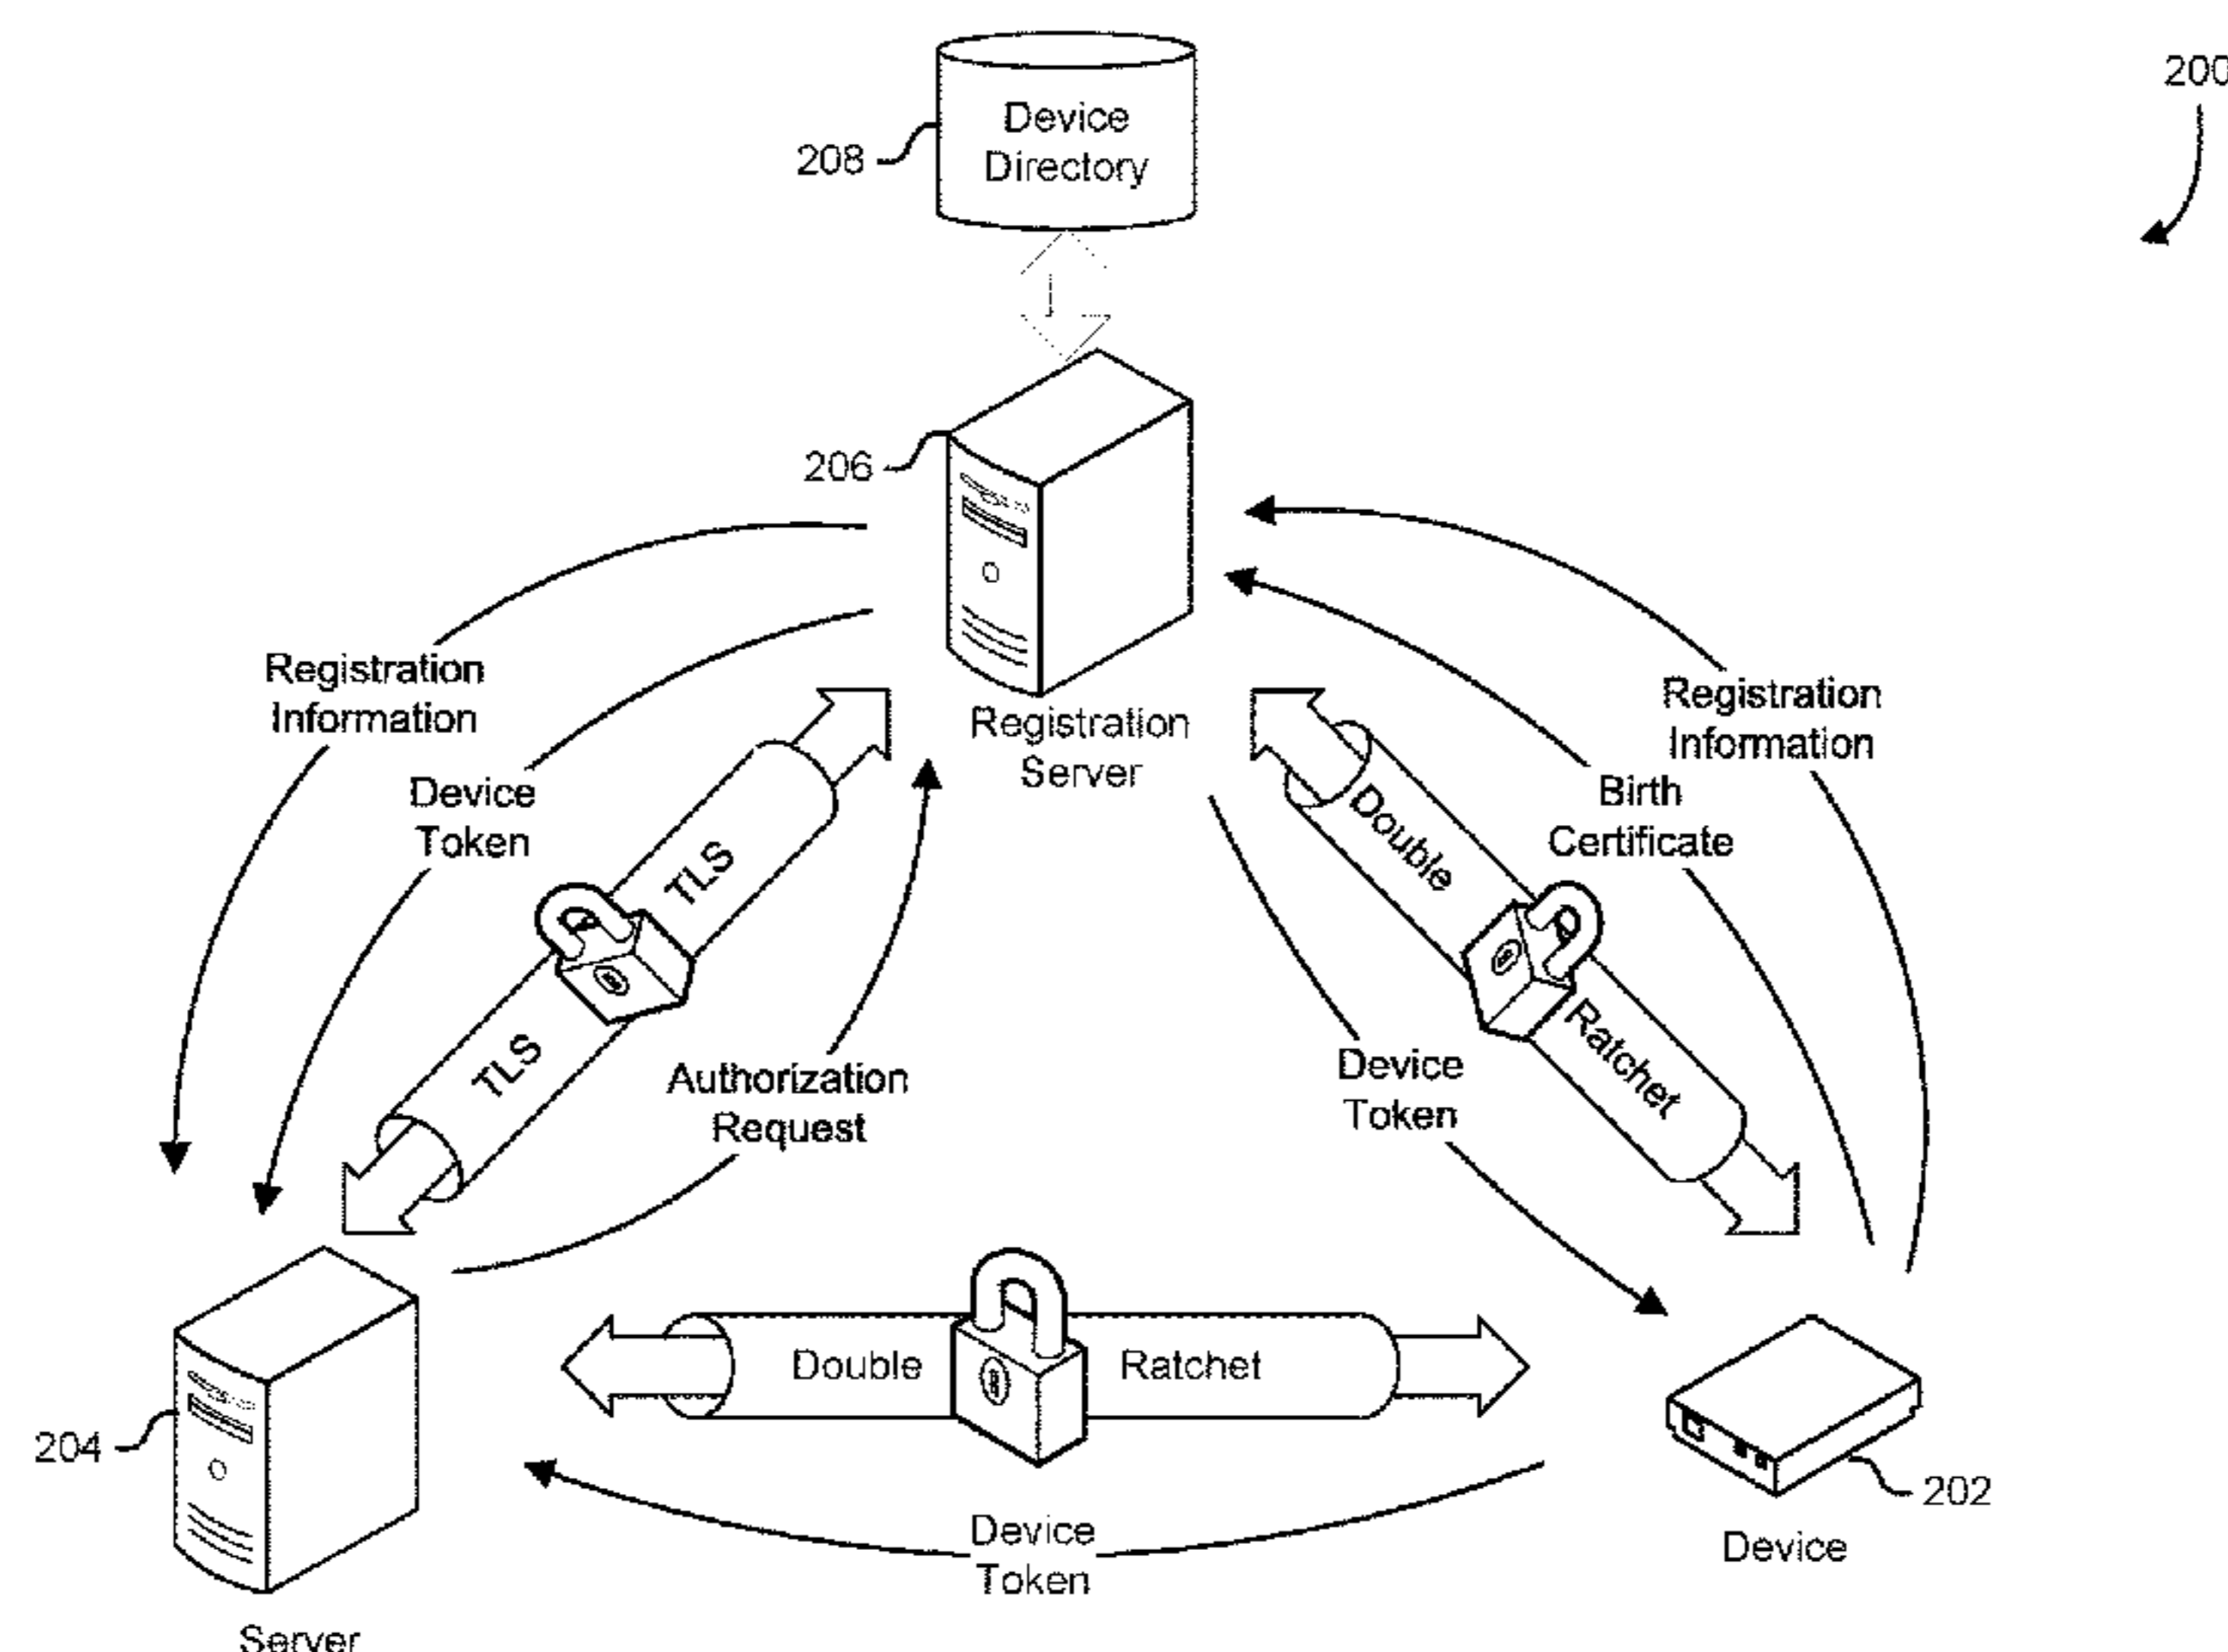 200
Device
Directory
208
206
Registration
Information
Registration
Server
Registration
Information
Device
Token
Birth
Certificate
TLS
TLS
Double
Ratchet
Authorization
Request
Device
Token
Double
Ratchet
204
202
Device
Token
Device
Server